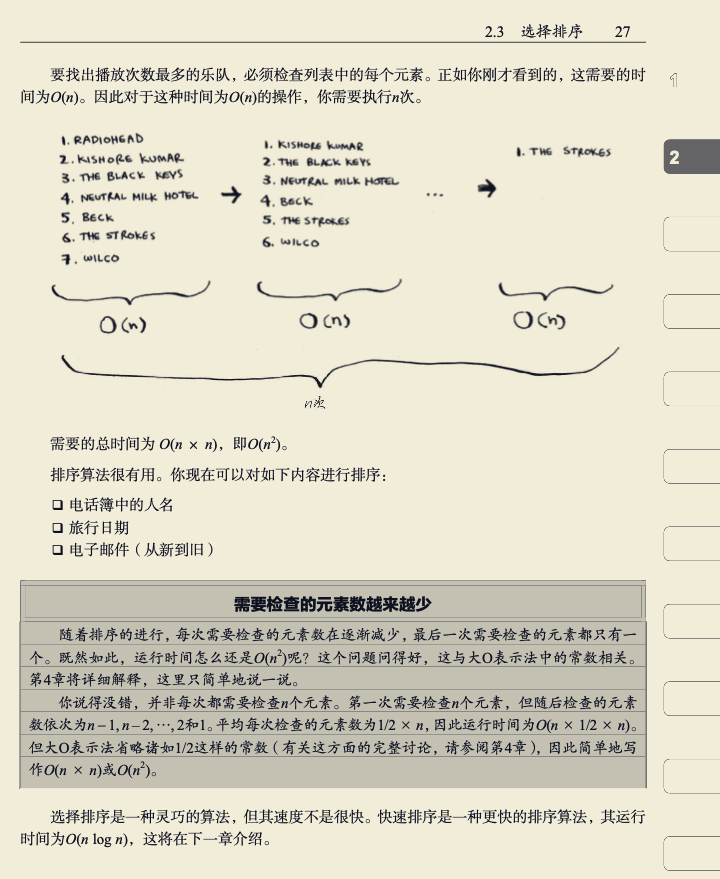 2.3 选择排序 27
要找出播放次数最多的乐队，必须检查列表中的每个元素。正如你刚才看到的，这需要的时
间为O(n)。因此对于这种时间为O(n)的操作，你需要执行n次。
1
2
1. RADIOHEAD
2. KISHORE KUMAR
3. THE BLACK KEYS
4. NEUTRAL MILK HOTEL
5. BECK
6. THE STROKES
7. WILCO
1. KISHORE KUMAR
2. THE BLACK KEYS
3. NEUTRAL MILK HOTEL
4. BECK
5. THE STROKES
6. WILCO
...
1. THE STROKES
O(n)
O(n)
O(n)
n次
需要的总时间为 O(n × n)，即O(n²)。
排序算法很有用。你现在可以对如下内容进行排序：
❑ 电话簿中的人名
❑ 旅行日期
❑ 电子邮件（从新到旧）
需要检查的元素数越来越少
随着排序的进行，每次需要检查的元素数在逐渐减少，最后一次需要检查的元素都只有一
个。既然如此，运行时间怎么还是O(n²)呢？这个问题问得好，这与大O表示法中的常数相关。
第4章将详细解释，这里只简单地说一说。
你说得没错，并非每次都需要检查n个元素。第一次需要检查n个元素，但随后检查的元素
数依次为n – 1, n – 2, …, 2和1。平均每次检查的元素数为1/2 × n，因此运行时间为O(n × 1/2 × n)。
但大O表示法省略诸如1/2这样的常数（有关这方面的完整讨论，请参阅第4章），因此简单地写
作O(n × n)或O(n²)。
选择排序是一种灵巧的算法，但其速度不是很快。快速排序是一种更快的排序算法，其运行
时间为O(n log n)，这将在下一章介绍。